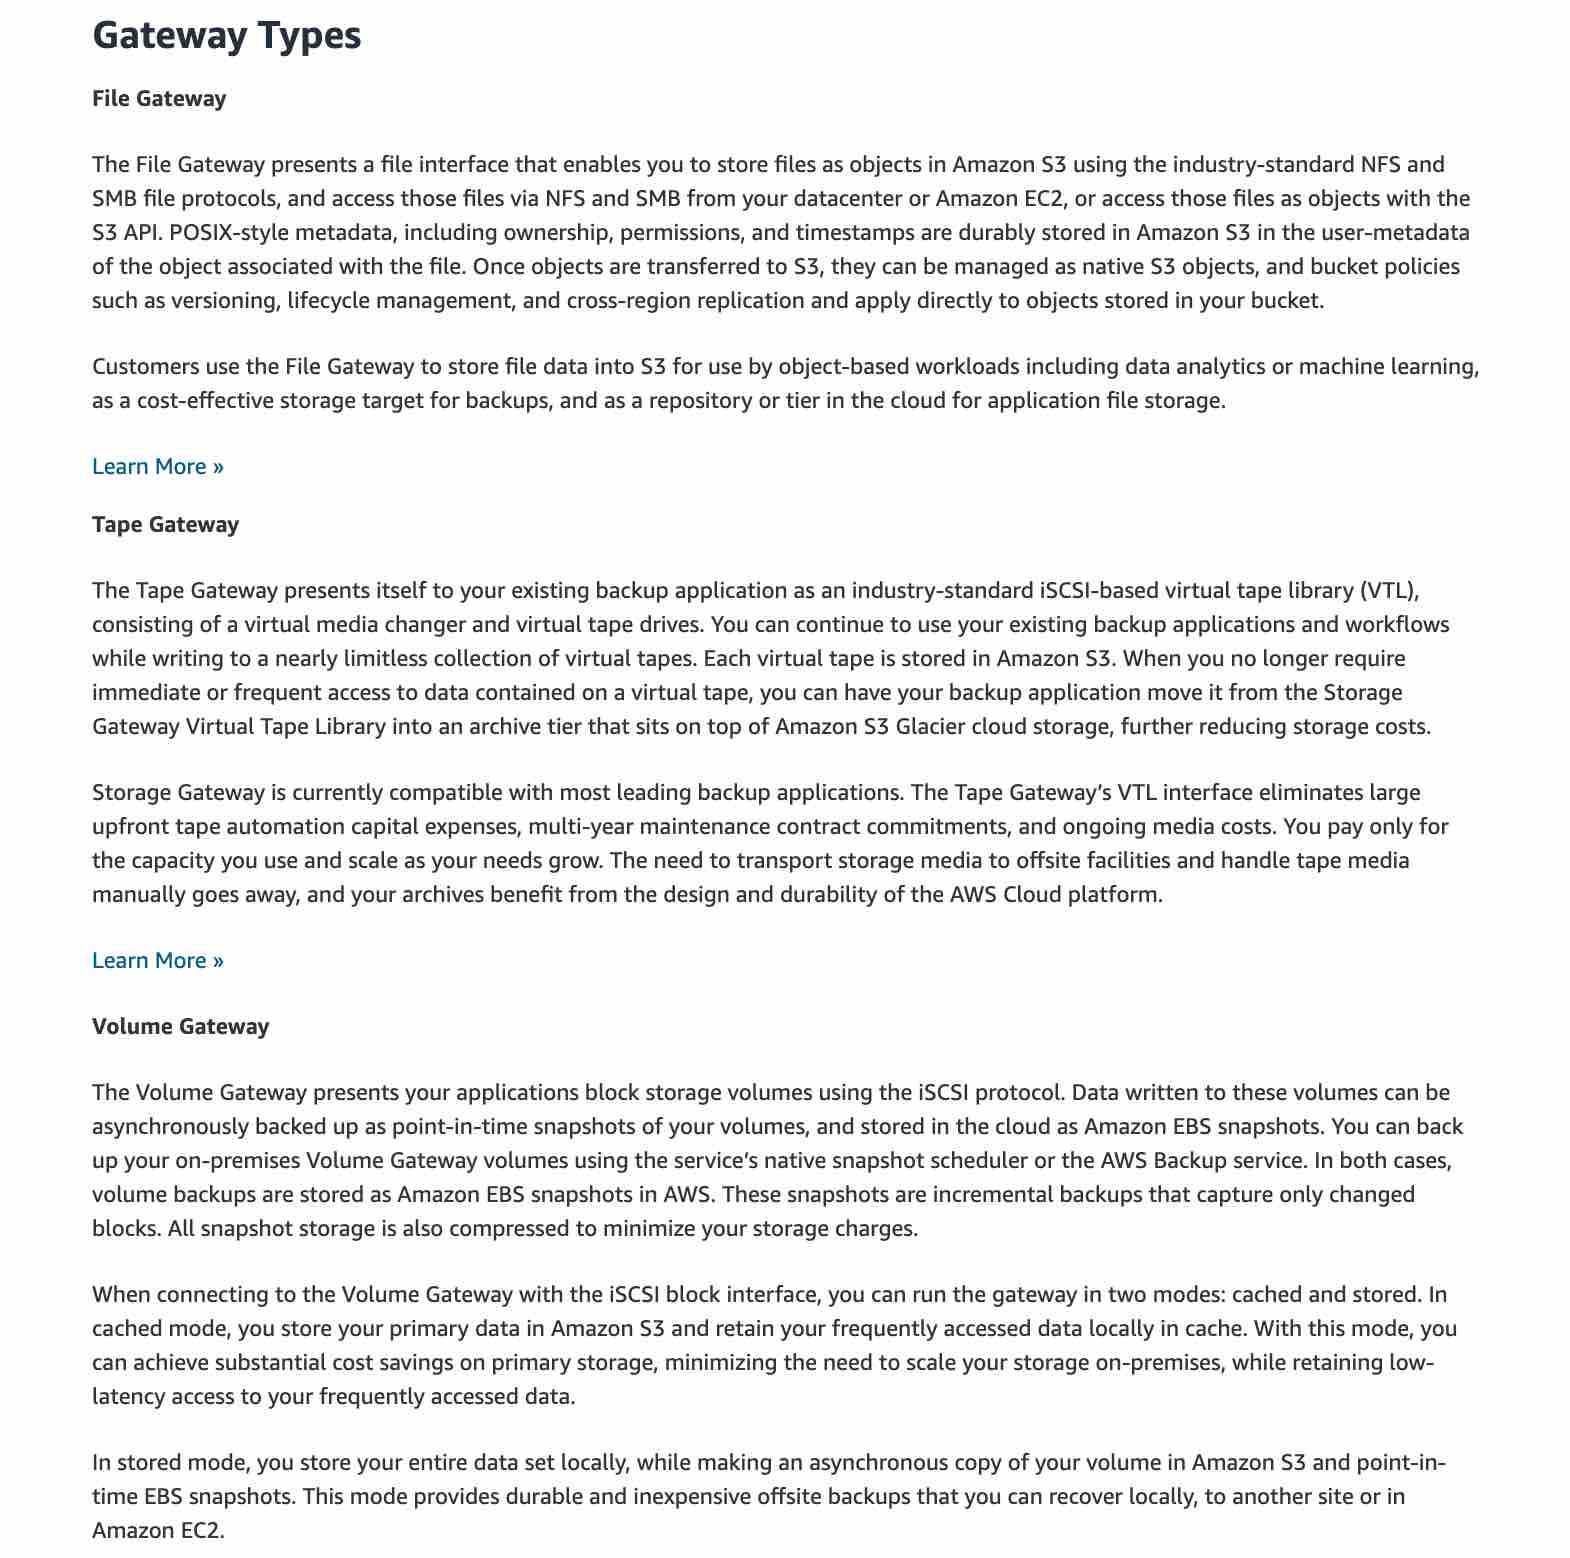 Gateway Types
File Gateway
The File Gateway presents a file interface that enables you to store files as objects in Amazon S3 using the industry-standard NFS and
SMB file protocols, and access those files via NFS and SMB from your datacenter or Amazon EC2, or access those files as objects with the
S3 API. POSIX-style metadata, including ownership, permissions, and timestamps are durably stored in Amazon S3 in the user-metadata
of the object associated with the file. Once objects are transferred to S3, they can be managed as native S3 objects, and bucket policies
such as versioning, lifecycle management, and cross-region replication and apply directly to objects stored in your bucket.
Customers use the File Gateway to store file data into S3 for use by object-based workloads including data analytics or machine learning,
as a cost-effective storage target for backups, and as a repository or tier in the cloud for application file storage.
Learn More »
Tape Gateway
The Tape Gateway presents itself to your existing backup application as an industry-standard iSCSI-based virtual tape library (VTL),
consisting of a virtual media changer and virtual tape drives. You can continue to use your existing backup applications and workflows
while writing to a nearly limitless collection of virtual tapes. Each virtual tape is stored in Amazon S3. When you no longer require
immediate or frequent access to data contained on a virtual tape, you can have your backup application move it from the Storage
Gateway Virtual Tape Library into an archive tier that sits on top of Amazon S3 Glacier cloud storage, further reducing storage costs.
Storage Gateway is currently compatible with most leading backup applications. The Tape Gateway’s VTL interface eliminates large
upfront tape automation capital expenses, multi-year maintenance contract commitments, and ongoing media costs. You pay only for
the capacity you use and scale as your needs grow. The need to transport storage media to offsite facilities and handle tape media
manually goes away, and your archives benefit from the design and durability of the AWS Cloud platform.
Learn More »
Volume Gateway
The Volume Gateway presents your applications block storage volumes using the iSCSI protocol. Data written to these volumes can be
asynchronously backed up as point-in-time snapshots of your volumes, and stored in the cloud as Amazon EBS snapshots. You can back
up your on-premises Volume Gateway volumes using the service’s native snapshot scheduler or the AWS Backup service. In both cases,
volume backups are stored as Amazon EBS snapshots in AWS. These snapshots are incremental backups that capture only changed
blocks. All snapshot storage is also compressed to minimize your storage charges.
When connecting to the Volume Gateway with the iSCSI block interface, you can run the gateway in two modes: cached and stored. In
cached mode, you store your primary data in Amazon S3 and retain your frequently accessed data locally in cache. With this mode, you
can achieve substantial cost savings on primary storage, minimizing the need to scale your storage on-premises, while retaining low-
latency access to your frequently accessed data.
In stored mode, you store your entire data set locally, while making an asynchronous copy of your volume in Amazon S3 and point-in-
time EBS snapshots. This mode provides durable and inexpensive offsite backups that you can recover locally, to another site or in
Amazon EC2.